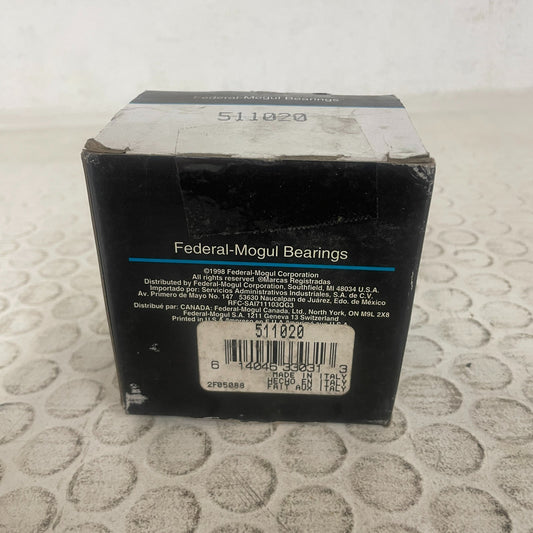 Federal-Mogul Bearings
511020
Federal-Mogul Bearings
©1998 Federal-Mogul Corporation
All rights reserved ®Marcas Registradas
Distributed by Federal-Mogul Corporation, Southfield, MI 48034 U.S.A.
Importado por: Servicios Administrativos Industriales, S.A. de C.V.
Av. Primero de Mayo No. 147 53630 Naucalpan de Juárez, Edo. de México
RFC-SAI711103QG3
Distribué par: CANADA: Federal-Mogul Canada, Ltd., North York, ON M9L 2X8
Federal-Mogul S.A. 1211 Geneva 13 Switzerland
Printed in U.S.A.
511020
6 14046 33031 3
MADE IN ITALY
2F05088 HECHO EN ITALY
FAIT AUX ITALY